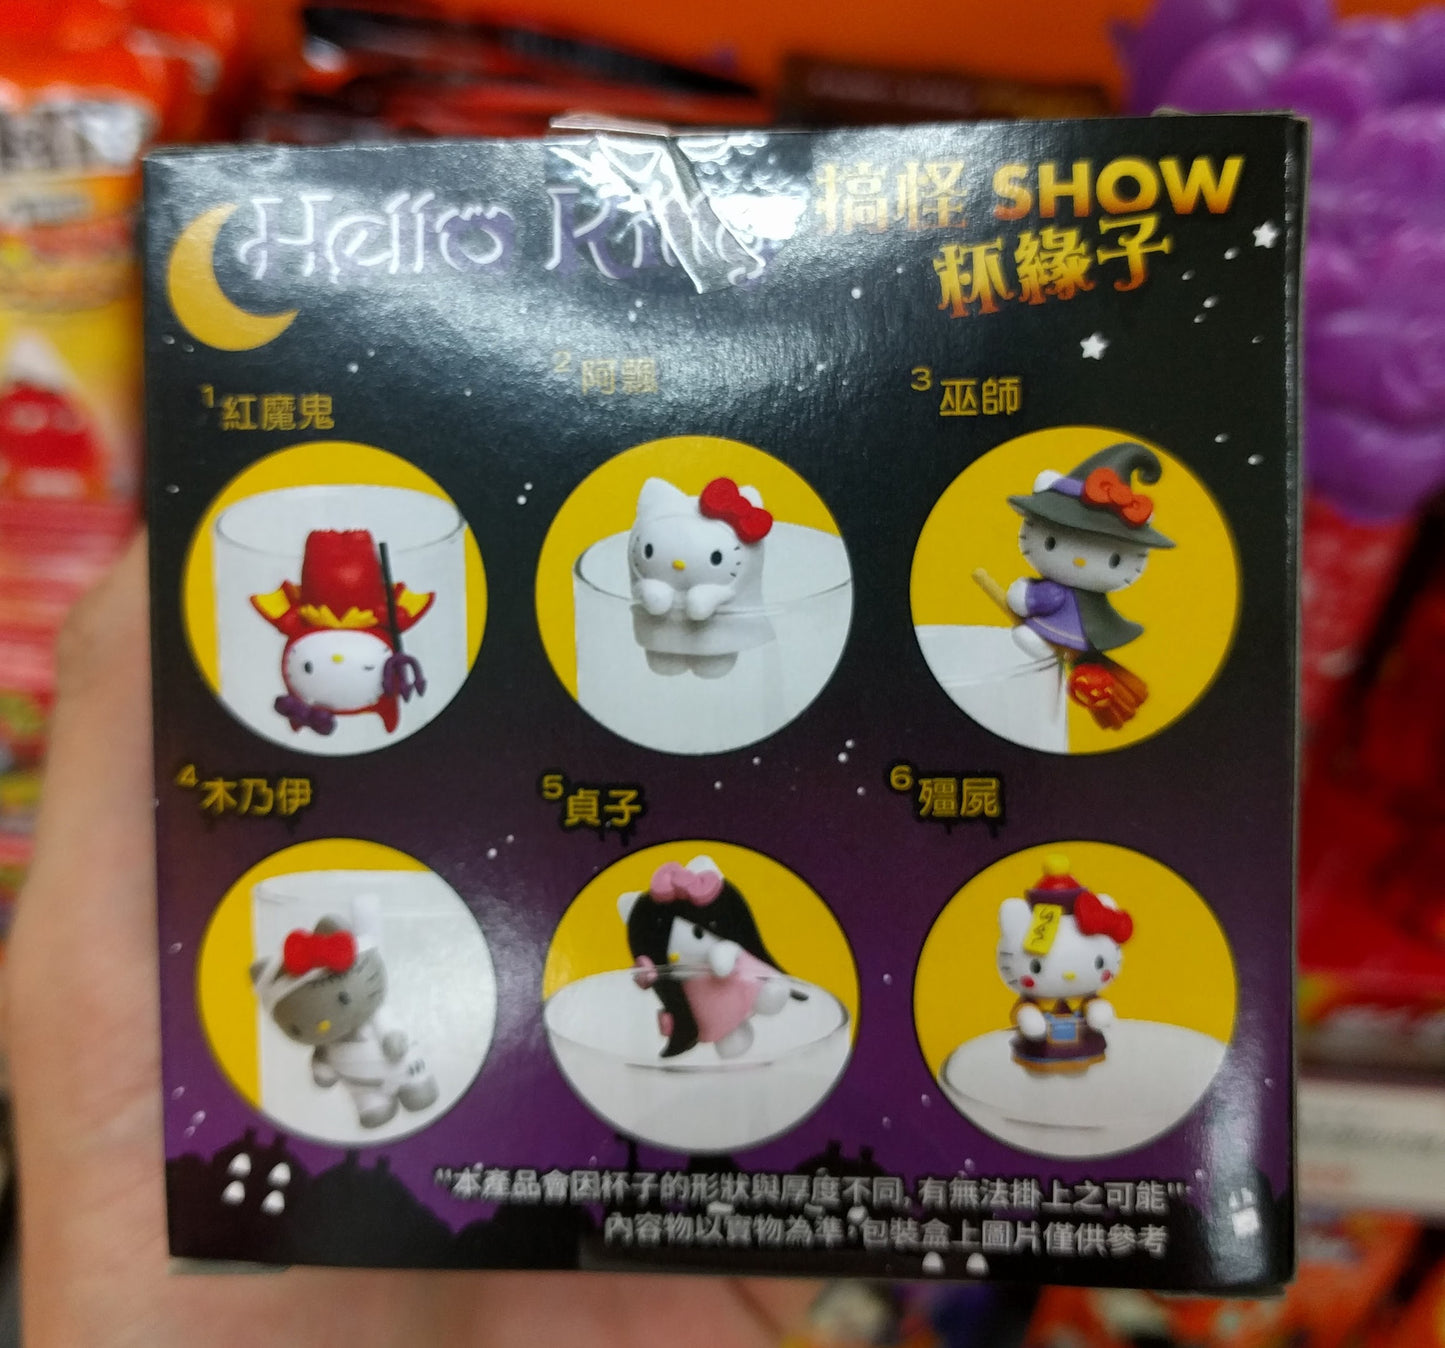 Hello Kitty 搞怪 SHOW
杯緣子
1 紅魔鬼
2 阿飄
3 巫師
4 木乃伊
5 貞子
6 殭屍
"本產品會因杯子的形狀與厚度不同,有無法掛上之可能"
內容物以實物為準,包裝盒上圖片僅供參考